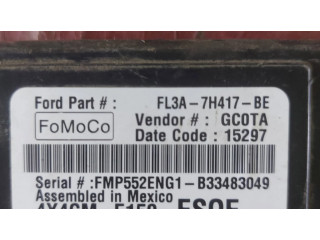 Ford Part # : FL3A-7H417-BE
FoMoCo
Vendor # : GC0TA
Date Code : 15297
Serial # :FMP552ENG1-B33483049
Assembled in Mexico